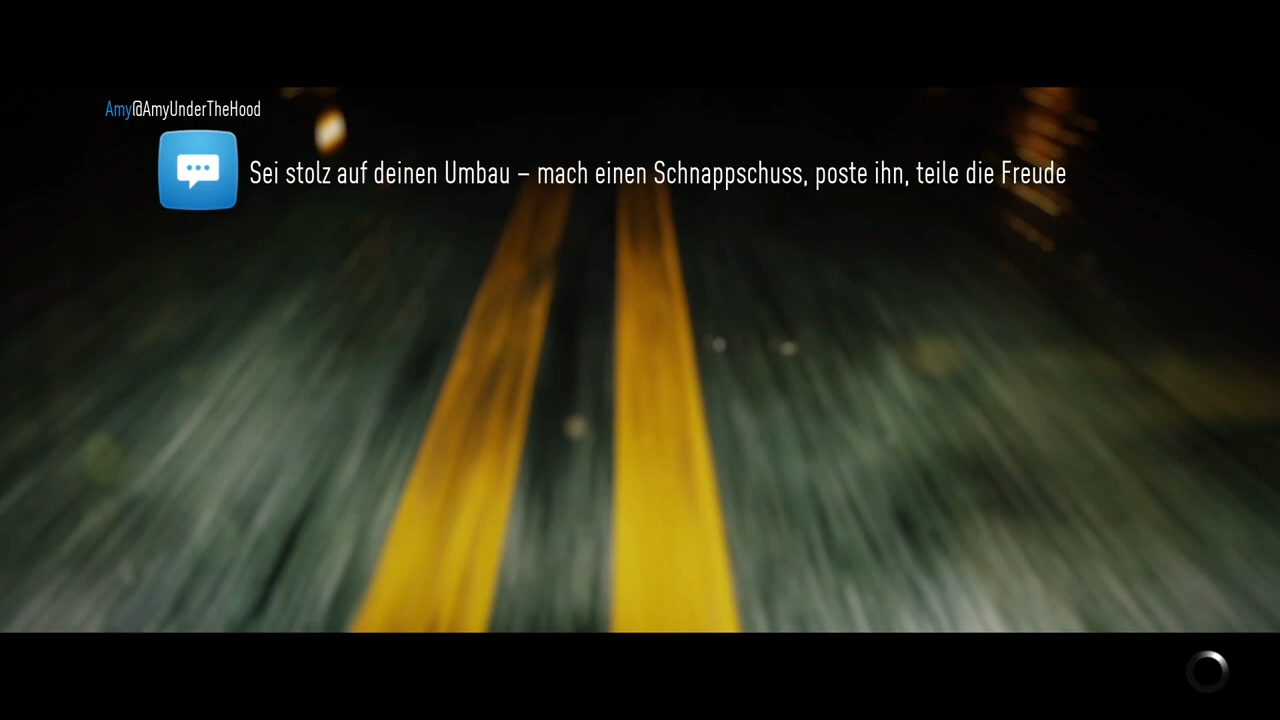 Amy@AmyUnderTheHood
Sei stolz auf deinen Umbau – mach einen Schnappschuss, poste ihn, teile die Freude